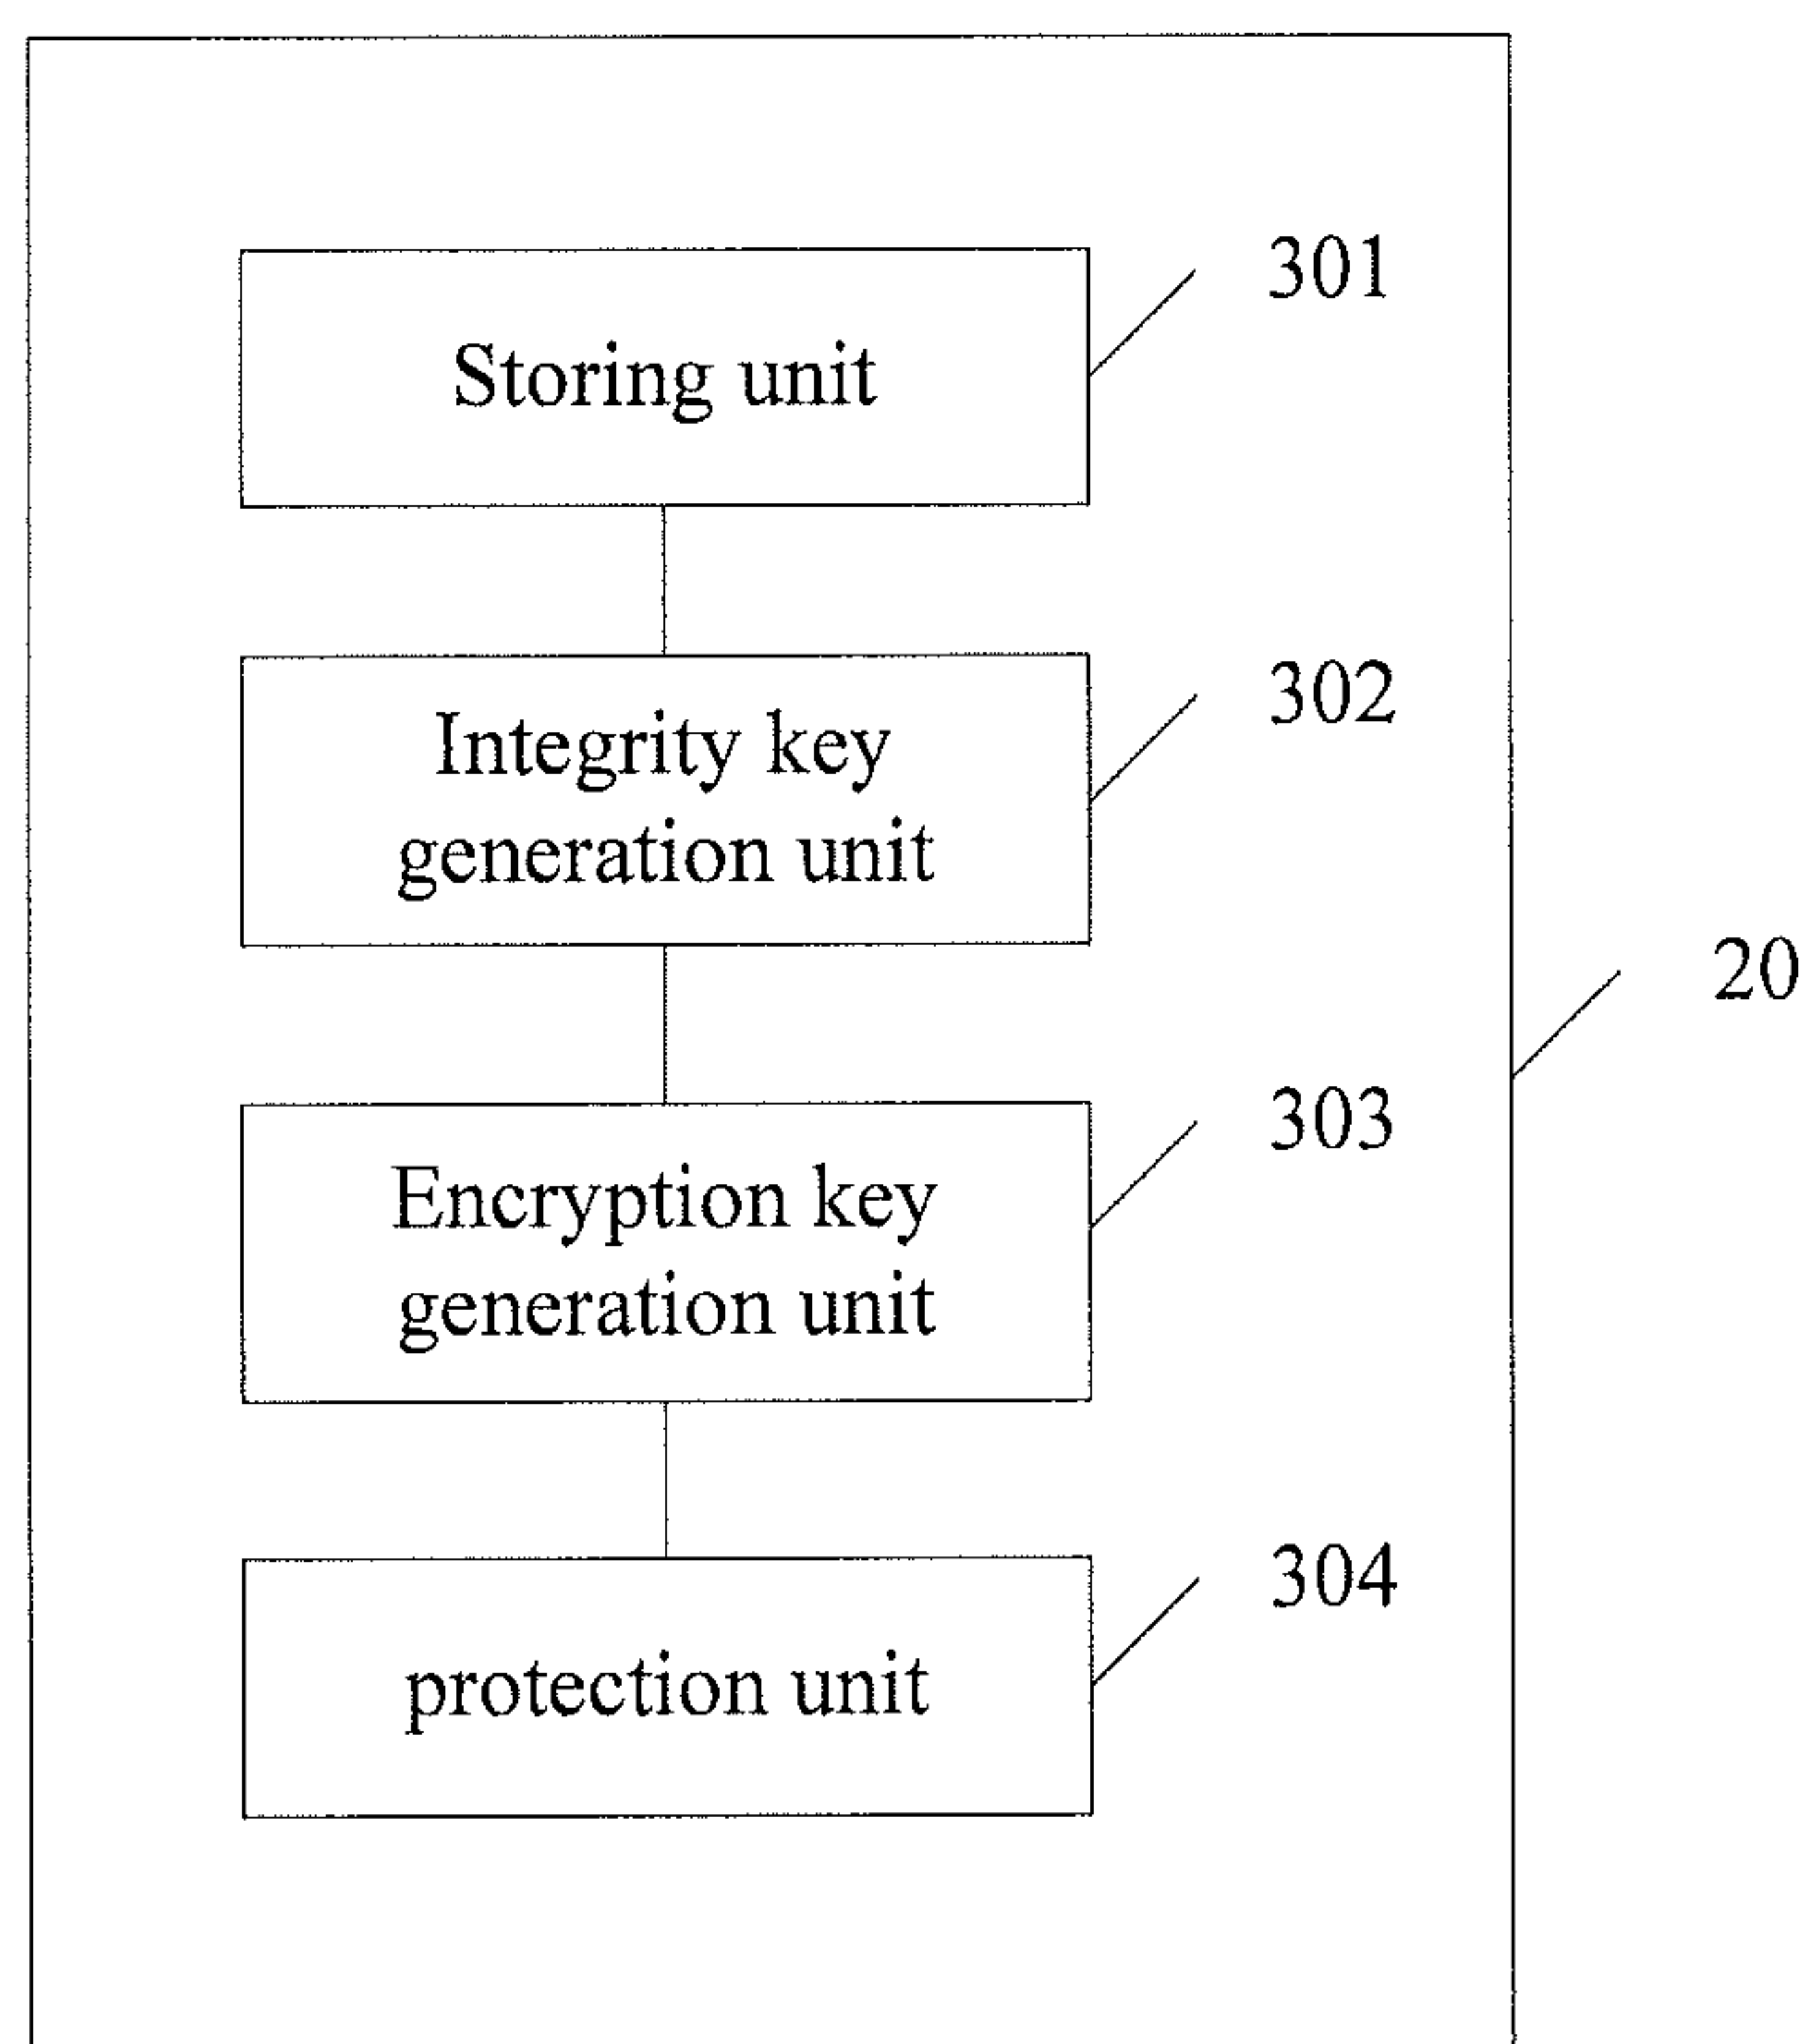 301
Storing unit
302
Integrity key
generation unit
20
303
Encryption key
generation unit
304
protection unit